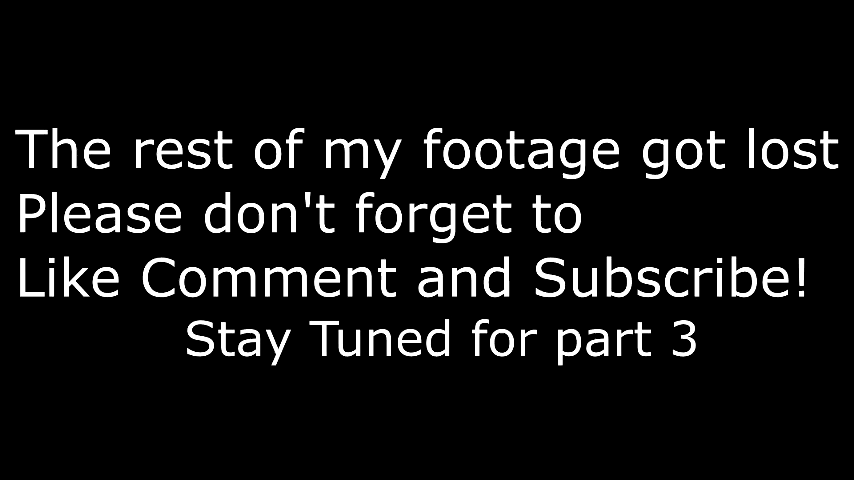 The rest of my footage got lost
Please don't forget to
Like Comment and Subscribe!
Stay Tuned for part 3